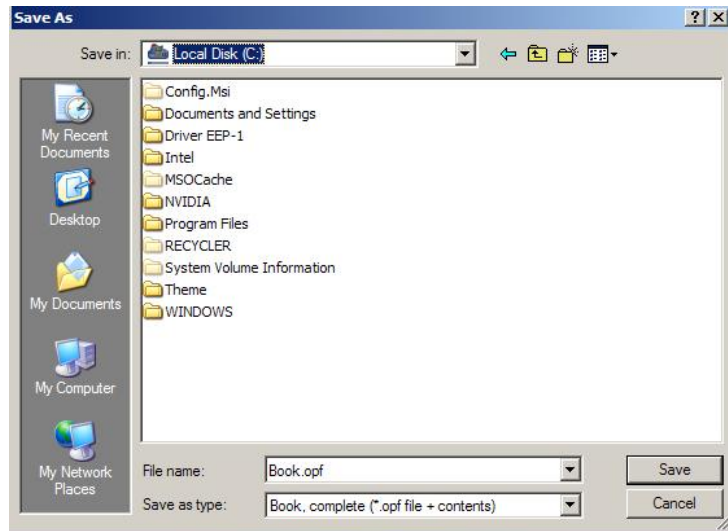 Save As
Save in: Local Disk (C:)
My Recent
Documents
Desktop
My Documents
My Computer
My Network
Places
Config.Msi
Documents and Settings
Driver EEP-1
Intel
MSOCache
NVIDIA
Program Files
RECYCLER
System Volume Information
Theme
WINDOWS
File name: Book.opf Save
Save as type: Book, complete (*.opf file + contents) Cancel